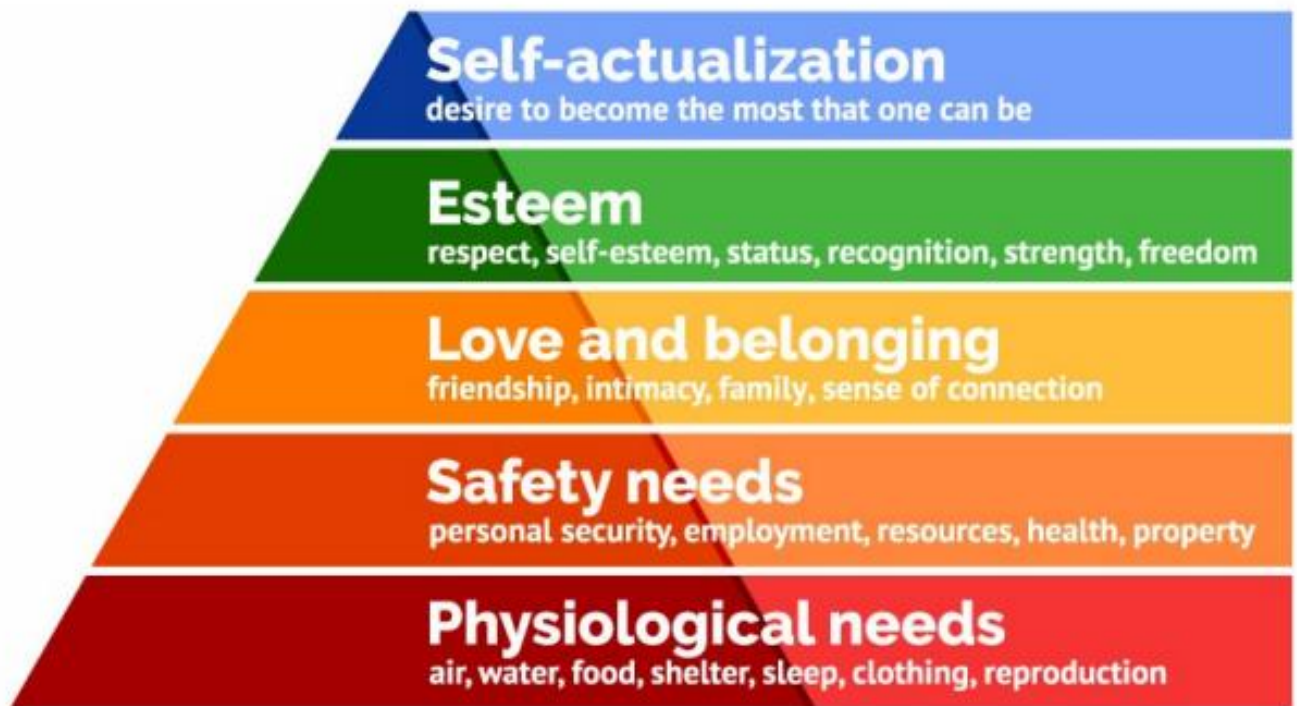 Self-actualization
desire to become the most that one can be
Esteem
respect, self-esteem, status, recognition, strength, freedom
Love and belonging
friendship, intimacy, family, sense of connection
Safety needs
personal security, employment, resources, health, property
Physiological needs
air, water, food, shelter, sleep, clothing, reproduction